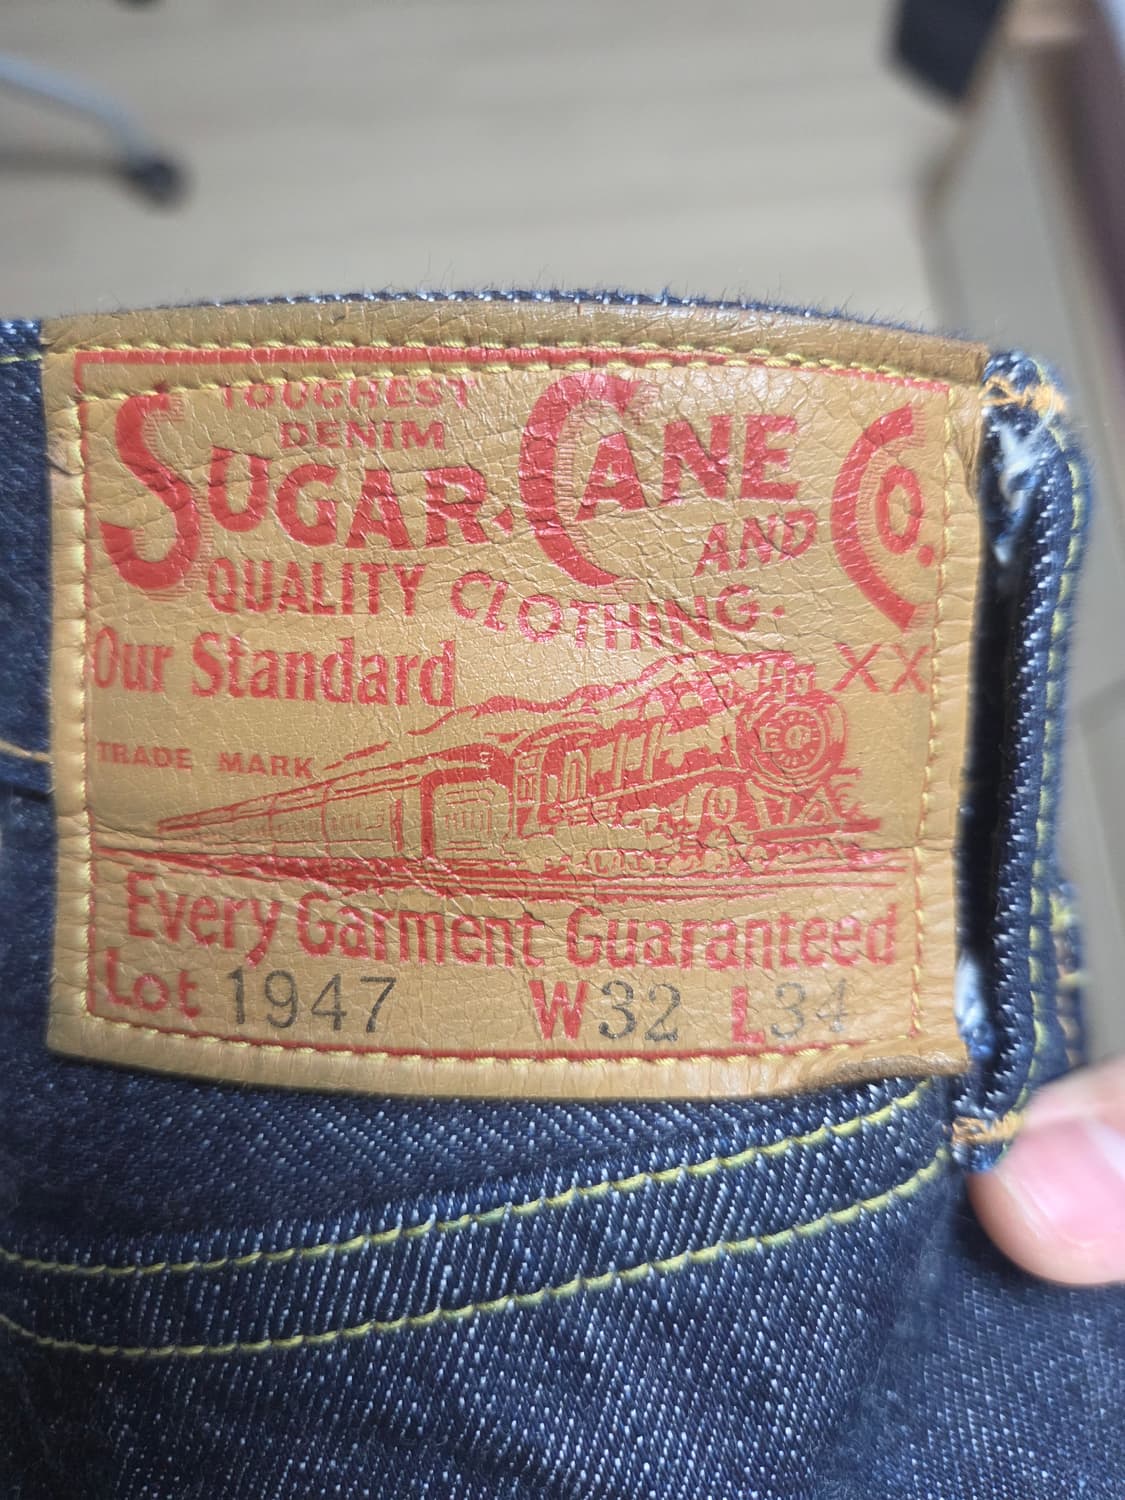 TOUGHEST
DENIM
SUGAR CANE CO.
AND
QUALITY CLOTHING.
Our Standard
XX
TRADE MARK
Every Garment Guaranteed
Lot 1947 W32 L34